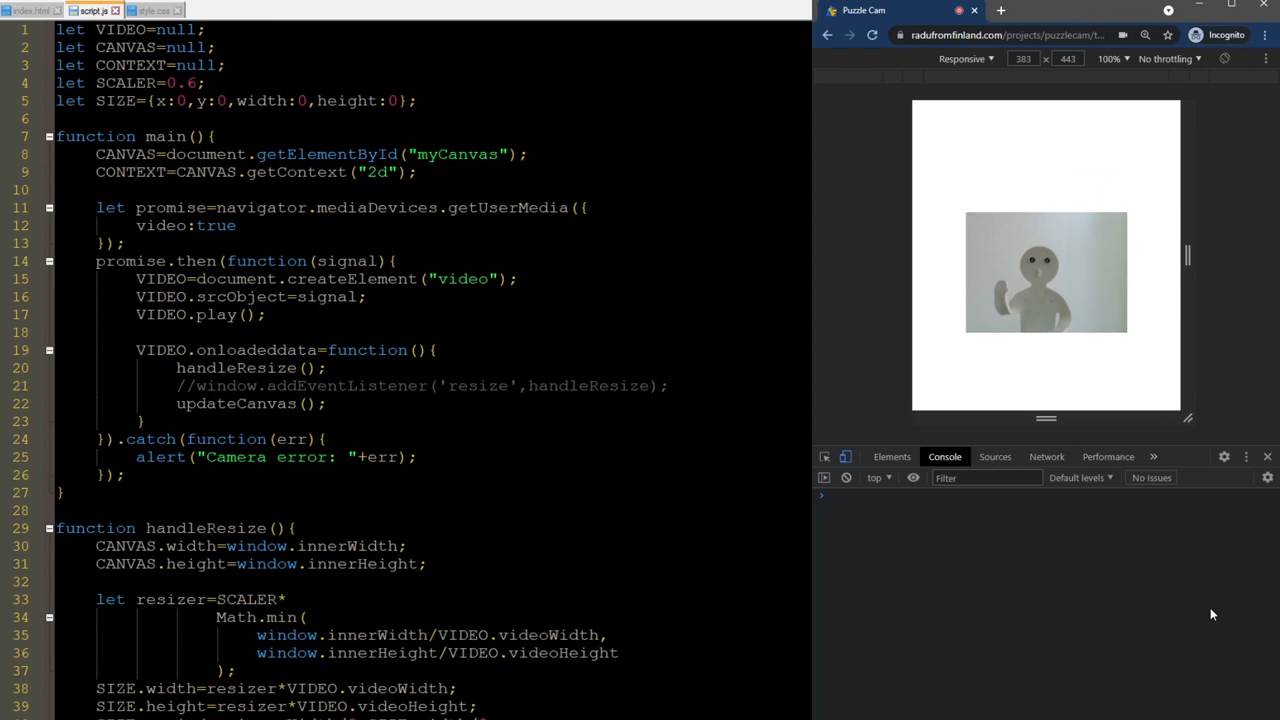 index.html
script.js
style.css
1 let VIDEO=null;
2 let CANVAS=null;
3 let CONTEXT=null;
4 let SCALER=0.6;
5 let SIZE={x:0,y:0,width:0,height:0};
6
7 function main(){
8 CANVAS=document.getElementById("myCanvas");
9 CONTEXT=CANVAS.getContext("2d");
10
11 let promise=navigator.mediaDevices.getUserMedia({
12 video:true
13 });
14 promise.then(function(signal){
15 VIDEO=document.createElement("video");
16 VIDEO.srcObject=signal;
17 VIDEO.play();
18
19 VIDEO.onloadeddata=function(){
20 handleResize();
21 //window.addEventListener('resize',handleResize);
22 updateCanvas();
23 }
24 }).catch(function(err){
25 alert("Camera error: "+err);
26 });
27 }
28
29 function handleResize(){
30 CANVAS.width=window.innerWidth;
31 CANVAS.height=window.innerHeight;
32
33 let resizer=SCALER*
34 Math.min(
35 window.innerWidth/VIDEO.videoWidth,
36 window.innerHeight/VIDEO.videoHeight
37 );
38 SIZE.width=resizer*VIDEO.videoWidth;
39 SIZE.height=resizer*VIDEO.videoHeight;
Puzzle Cam
radufromfinland.com/projects/puzzlecam/t...
Incognito
Responsive 383 × 443 100% No throttling
Elements Console Sources Network Performance »
top Filter Default levels No Issues